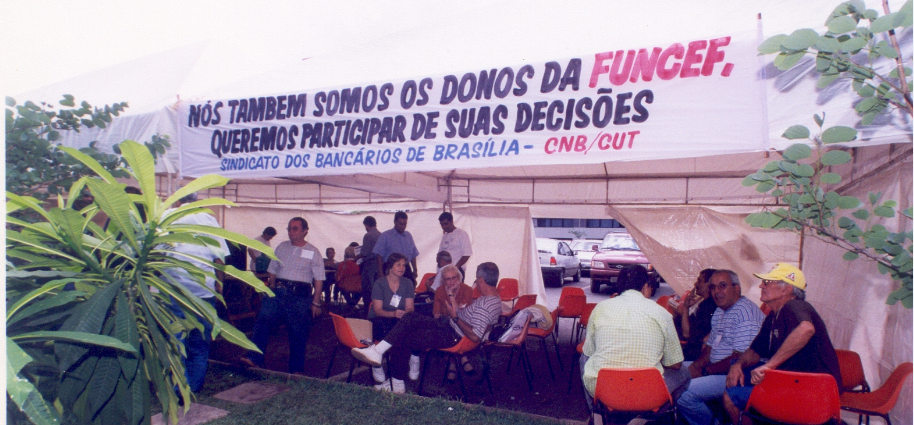 NÓS TAMBEM SOMOS OS DONOS DA FUNCEF,
QUEREMOS PARTICIPAR DE SUAS DECISÕES
SINDICATO DOS BANCÁRIOS DE BRASÍLIA - CNB/CUT